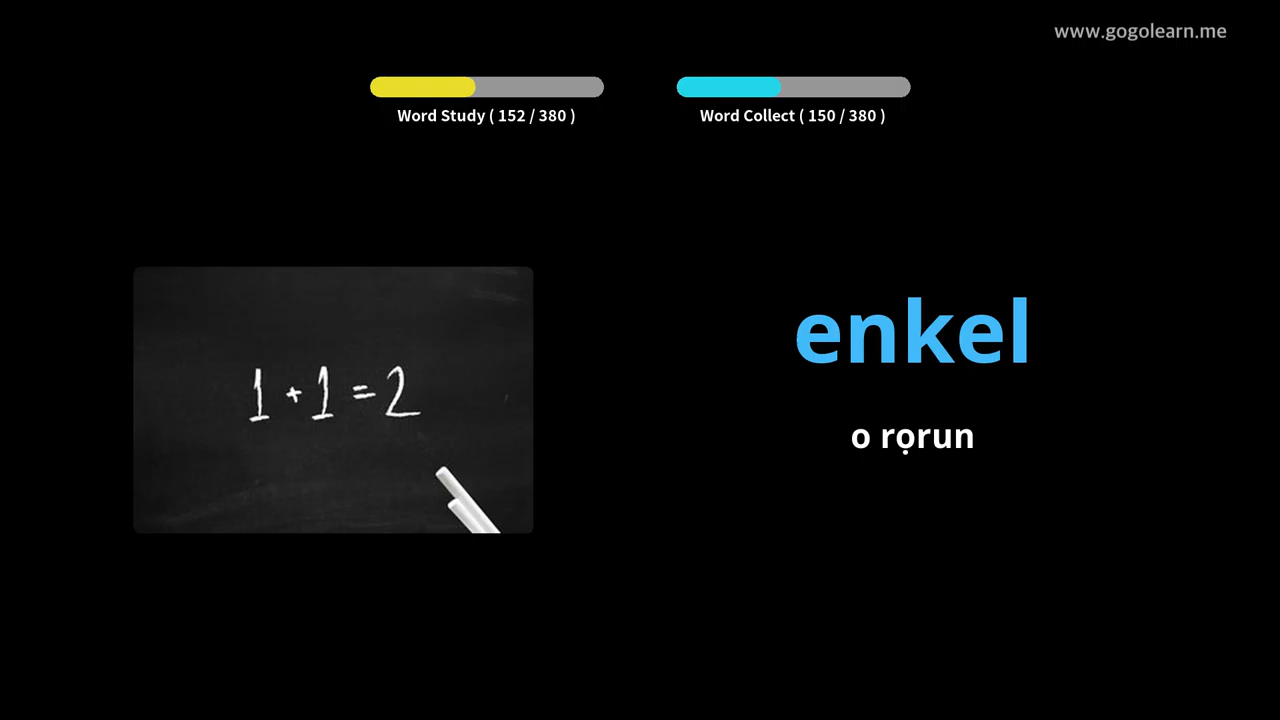 www.gogolearn.me
Word Study ( 152 / 380 )
Word Collect ( 150 / 380 )
1 + 1 = 2
enkel
o rọrun